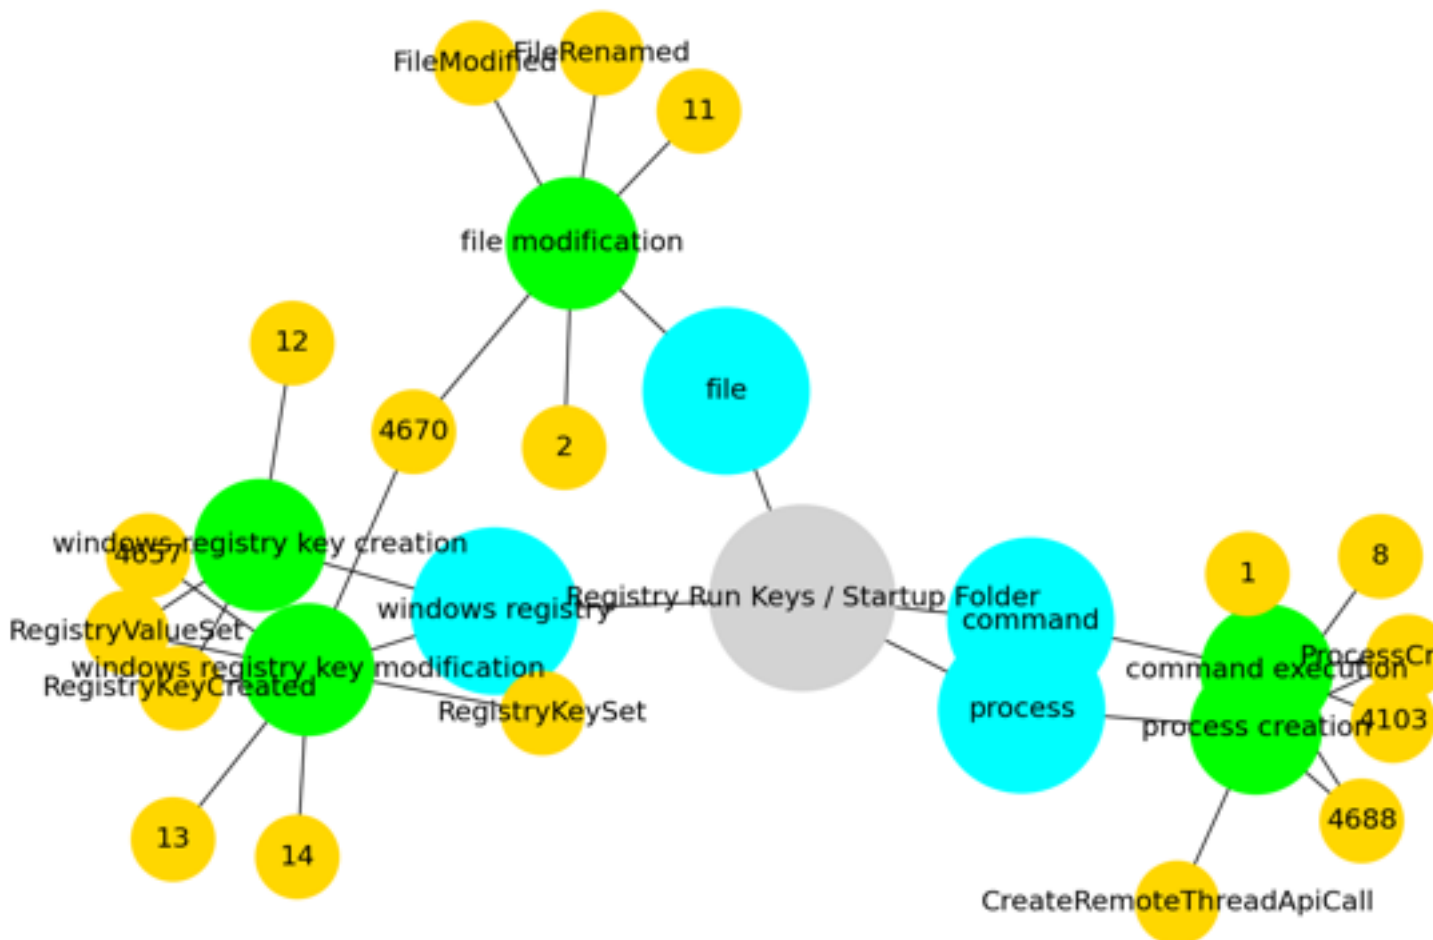 FileModified
FileRenamed
11
file modification
12
file
4670
2
windows registry key creation
4657
1
8
Registry Run Keys / Startup Folder
windows registry
command
RegistryValueSet
ProcessCr
windows registry key modification
command execution
RegistryKeyCreated
RegistryKeySet
process
4103
process creation
13
14
4688
CreateRemoteThreadApiCall